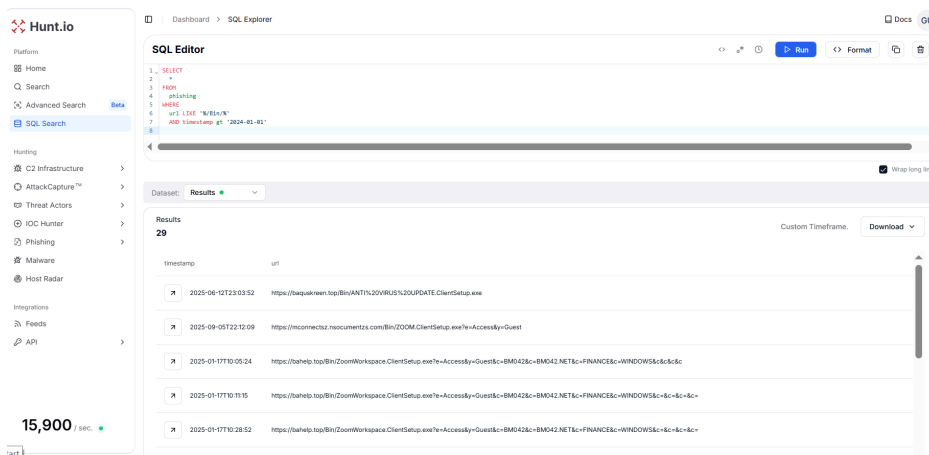 Hunt.io
Dashboard > SQL Explorer
Docs
GU
Platform
Home
Search
Advanced Search Beta
SQL Search
Hunting
C2 Infrastructure
AttackCapture™
Threat Actors
IOC Hunter
Phishing
Malware
Host Radar
Integrations
Feeds
API
15,900 / sec.
SQL Editor
Run
Format
1 SELECT
2 *
3 FROM
4 phishing
5 WHERE
6 url LIKE '%/Bin/%'
7 AND timestamp gt '2024-01-01'
8
Wrap long lin
Dataset: Results
Results
29
Custom Timeframe.
Download
timestamp url
2025-06-12T23:03:52 https://baquskreen.top/Bin/ANTI%20VIRUS%20UPDATE.ClientSetup.exe
2025-09-05T22:12:09 https://mconnectsz.nsocumentzs.com/Bin/ZOOM.ClientSetup.exe?e=Access&y=Guest
2025-01-17T10:05:24 https://bahelp.top/Bin/ZoomWorkspace.ClientSetup.exe?e=Access&y=Guest&c=BM042&c=BM042.NET&c=FINANCE&c=WINDOWS&c&c&c&c
2025-01-17T10:11:15 https://bahelp.top/Bin/ZoomWorkspace.ClientSetup.exe?e=Access&y=Guest&c=BM042&c=BM042.NET&c=FINANCE&c=WINDOWS&c=&c=&c=&c=
2025-01-17T10:28:52 https://bahelp.top/Bin/ZoomWorkspace.ClientSetup.exe?e=Access&y=Guest&c=BM042&c=BM042.NET&c=FINANCE&c=WINDOWS&c=&c=&c=&c=